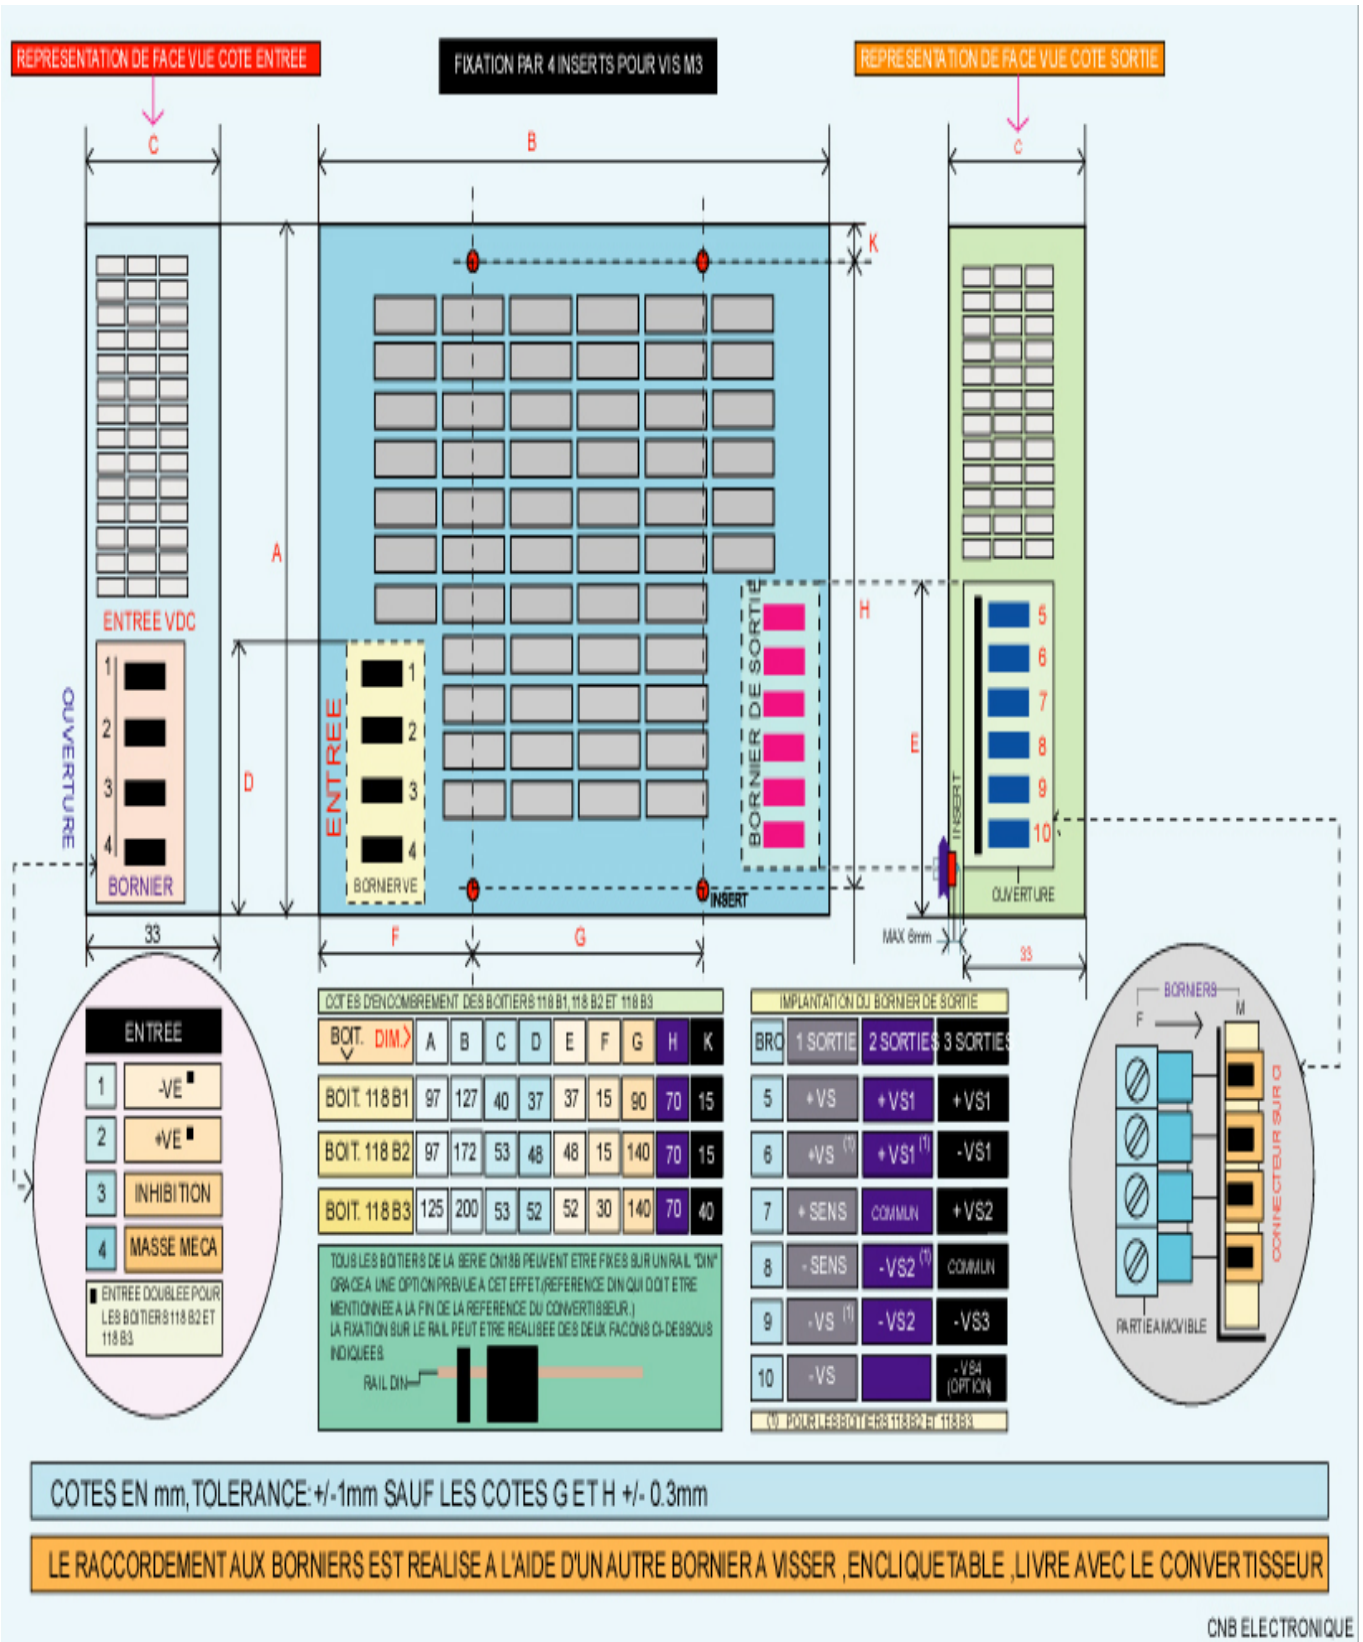 REPRESENTATION DE FACE VUE COTE ENTREE
FIXATION PAR 4 INSERTS POUR VIS M3
REPRESENTATION DE FACE VUE COTE SORTIE
C
B
C
K
A
H
ENTREE VDC
1
2
3
4
BORNIER
OUVERTURE
D
ENTREE
1
2
3
4
BORNIER VE
BORNIER DE SORTIE
INSERT
E
INSERT
5
6
7
8
9
10
OUVERTURE
MAX 6mm
33
33
F
G
ENTREE
1 -VE
2 +VE
3 INHIBITION
4 MASSE MECA
ENTREE DOUBLEE POUR
LES BOITIERS 118 B2 ET
118 B3
COTES D'ENCOMBREMENT DES BOITIERS 118 B1, 118 B2 ET 118 B3
BOIT. DIM.> A B C D E F G H K
BOIT. 118 B1 97 127 40 37 37 15 90 70 15
BOIT. 118 B2 97 172 53 48 48 15 140 70 15
BOIT. 118 B3 125 200 53 52 52 30 140 70 40
TOUS LES BOITIERS DE LA SERIE CN188 PEUVENT ETRE FIXES SUR UN RAIL "DIN"
GRACE A UNE OPTION PREVUE A CET EFFET.(REFERENCE DIN QUI DOIT ETRE
MENTIONNEE A LA FIN DE LA REFERENCE DU CONVERTISSEUR.)
LA FIXATION SUR LE RAIL PEUT ETRE REALISEE DES DEUX FACONS CI-DESSOUS
INDIQUEES.
RAIL DIN
IMPLANTATION DU BORNIER DE SORTIE
BRO 1 SORTIE 2 SORTIES 3 SORTIES
5 +VS +VS1 +VS1
6 +VS (1) +VS1 (1) -VS1
7 + SENS COMMUN +VS2
8 - SENS -VS2 (1) COMMUN
9 -VS (1) -VS2 -VS3
10 -VS - VS4 (OPTION)
(1) POUR LES BOITIERS 118 B2 ET 118 B3
BORNIERS
F
M
CONNECTEUR SUR CI
PARTIE AMOVIBLE
COTES EN mm, TOLERANCE: +/-1mm SAUF LES COTES G ET H +/- 0.3mm
LE RACCORDEMENT AUX BORNIERS EST REALISE A L'AIDE D'UN AUTRE BORNIER A VISSER ,ENCLIQUETABLE ,LIVRE AVEC LE CONVERTISSEUR
CNB ELECTRONIQUE